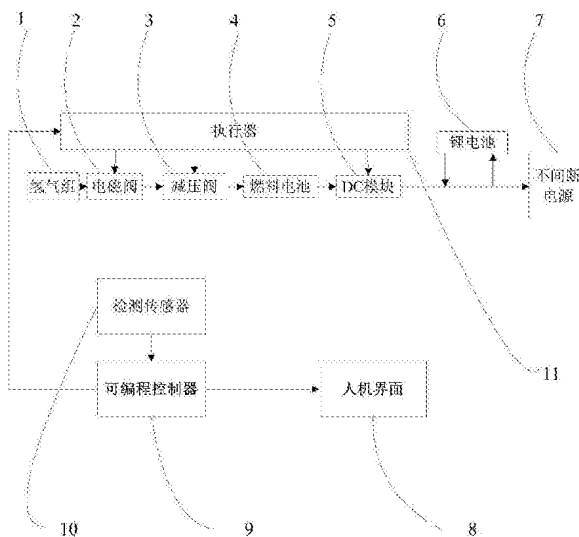 1 2 3 4 5 6 7
执行器
锂电池
氢气组 电磁阀 减压阀 燃料电池 DC模块
不间断
电源
检测传感器
11
可编程控制器 人机界面
10 9 8